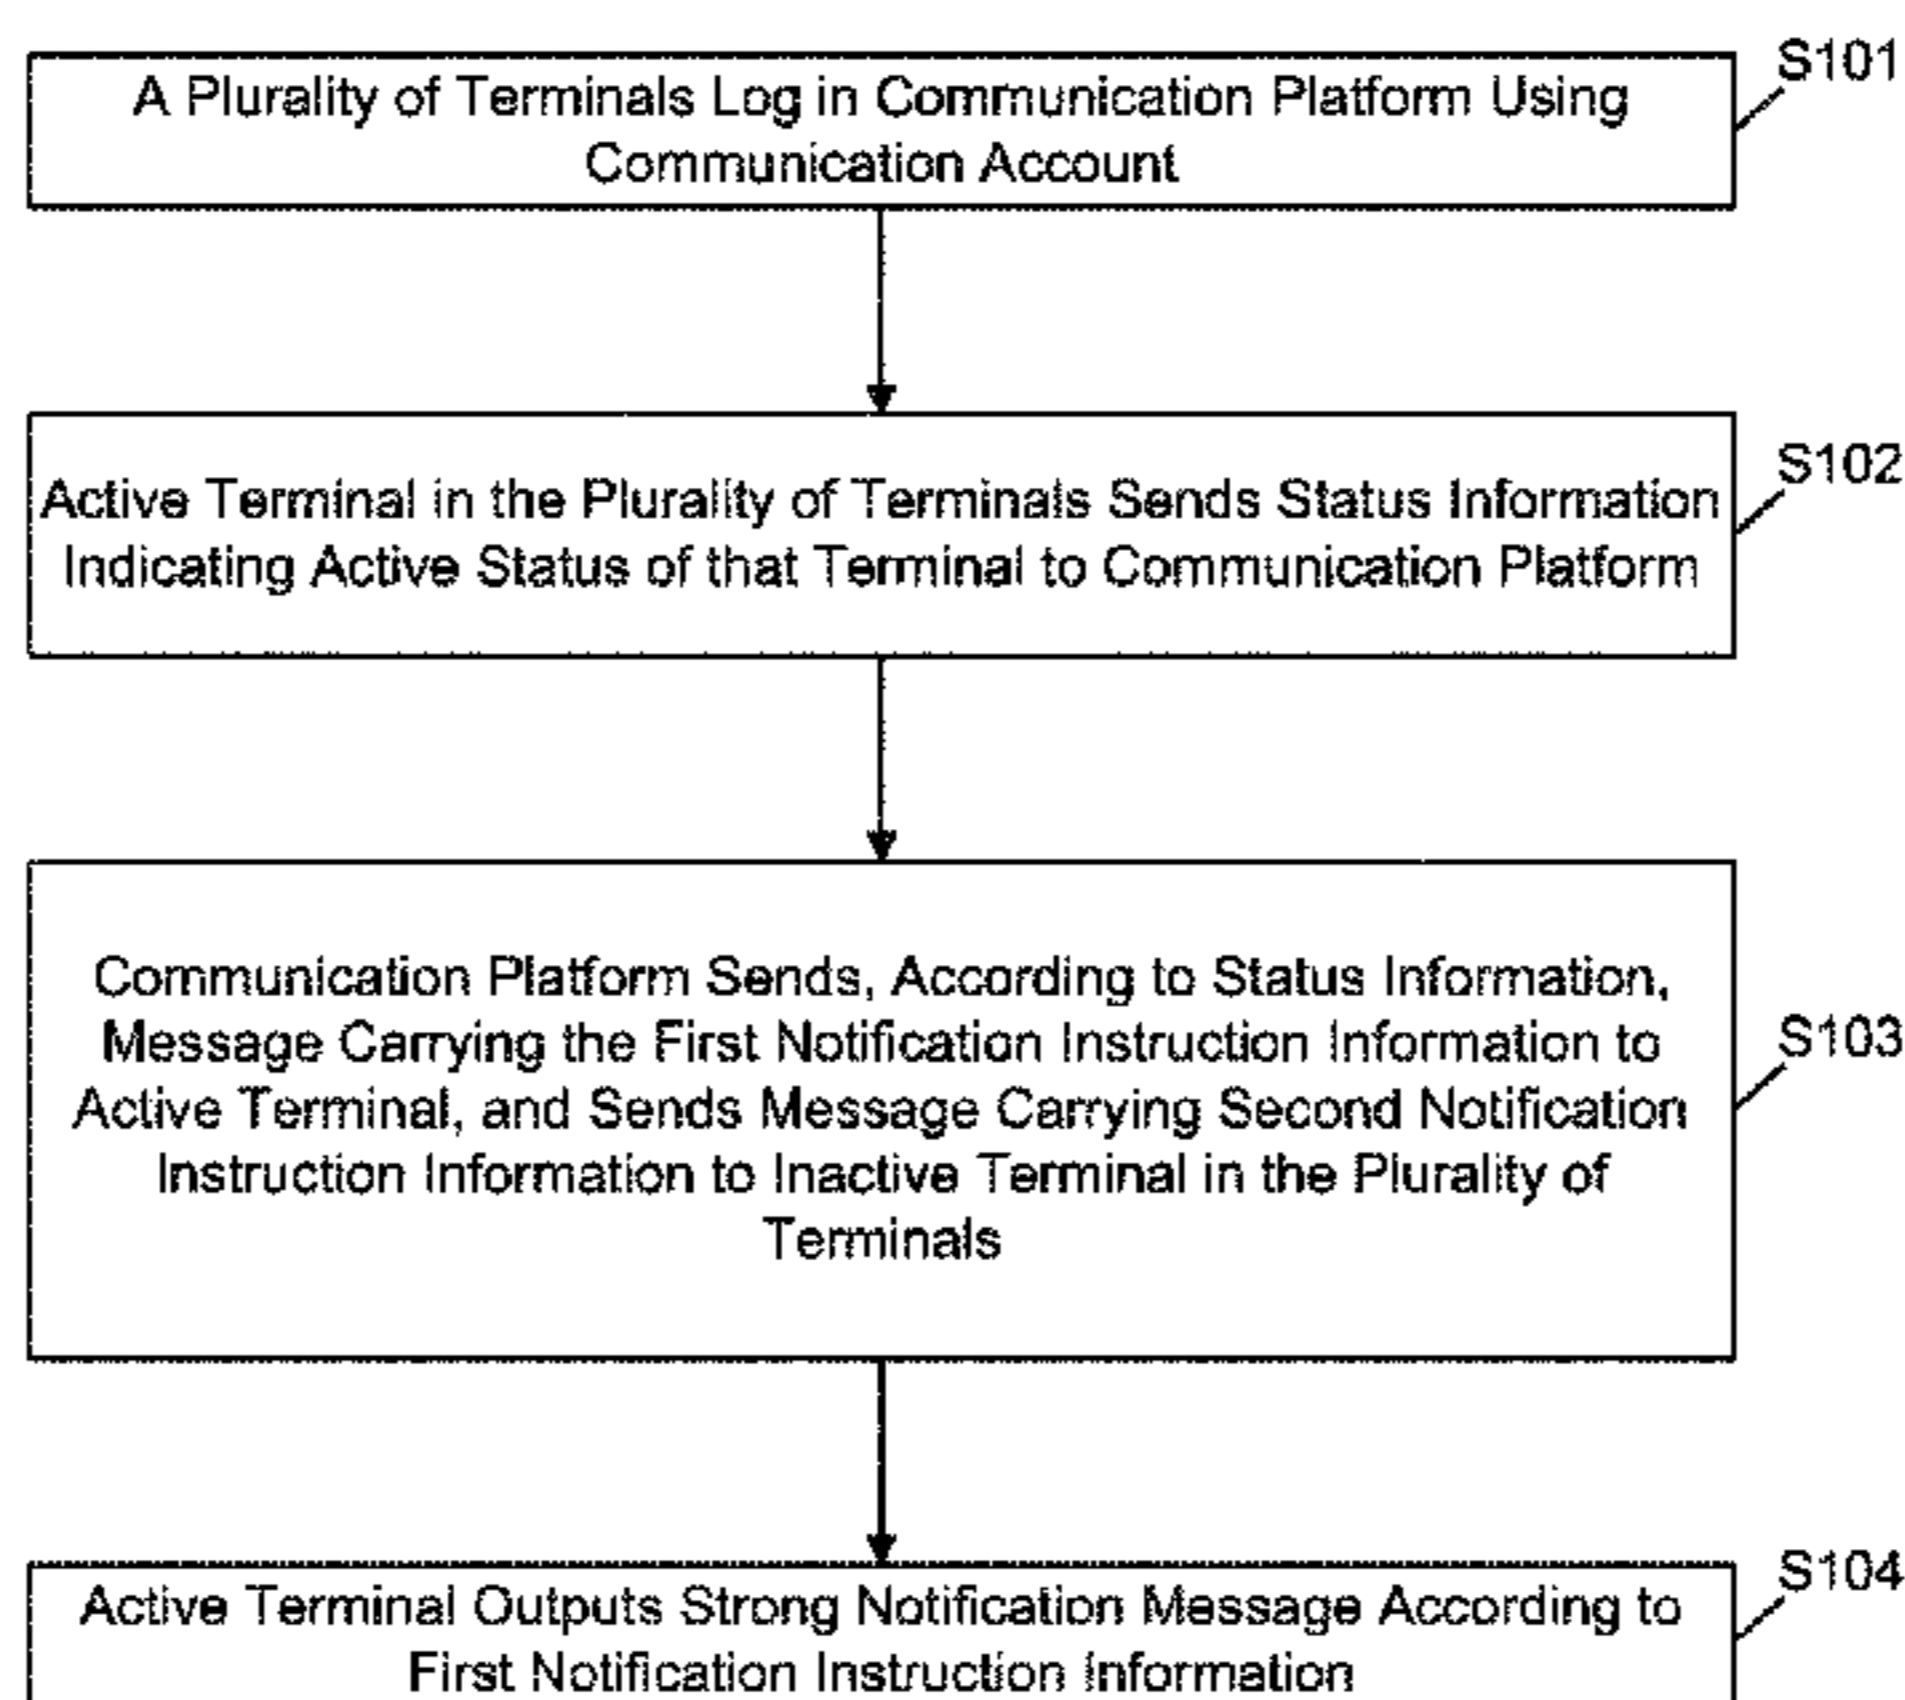 S101
A Plurality of Terminals Log in Communication Platform Using
Communication Account
S102
Active Terminal in the Plurality of Terminals Sends Status Information
Indicating Active Status of that Terminal to Communication Platform
Communication Platform Sends, According to Status Information,
Message Carrying the First Notification Instruction Information to
S103
Active Terminal, and Sends Message Carrying Second Notification
Instruction Information to Inactive Terminal in the Plurality of
Terminals
S104
Active Terminal Outputs Strong Notification Message According to
First Notification Instruction Information